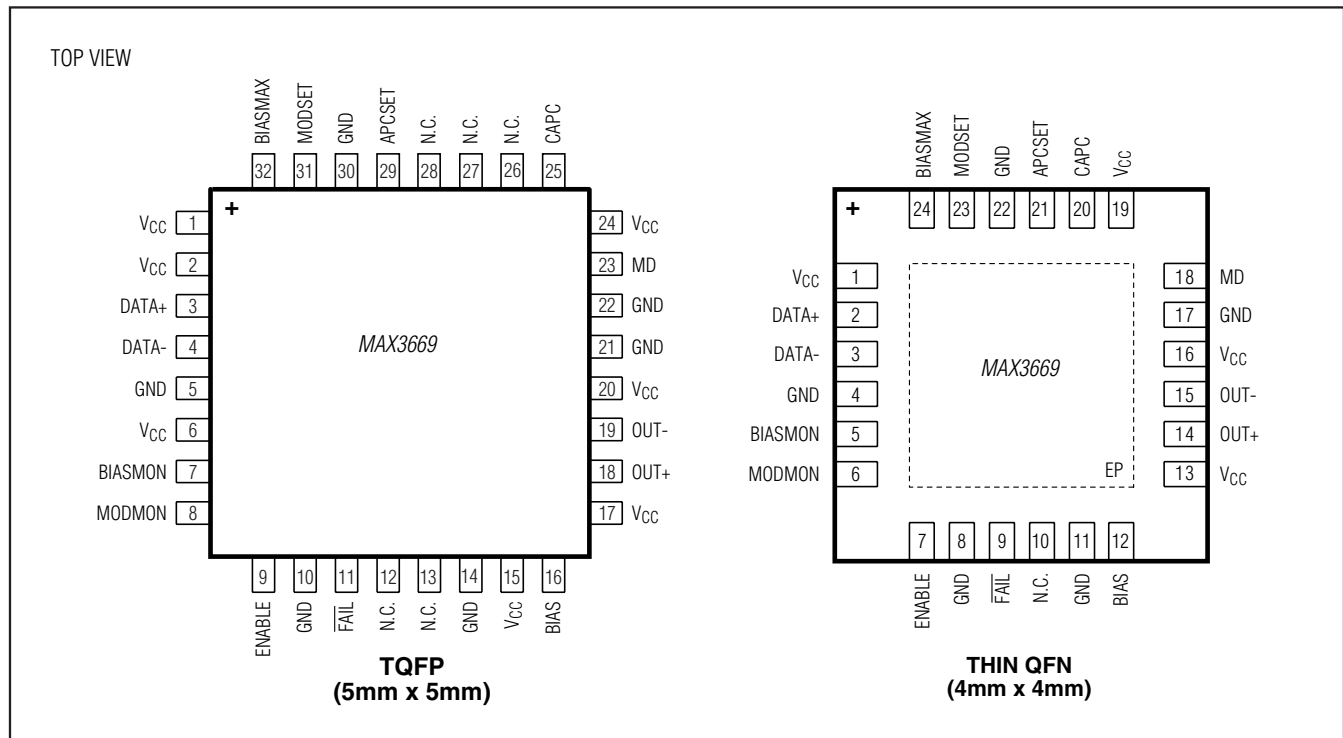 TOP VIEW
BIASMAX
MODSET
GND
APCSET
N.C.
N.C.
N.C.
CAPC
32 31 30 29 28 27 26 25
+
VCC 1
VCC 2
DATA+ 3
DATA- 4
GND 5
VCC 6
BIASMON 7
MODMON 8
MAX3669
24 VCC
23 MD
22 GND
21 GND
20 VCC
19 OUT-
18 OUT+
17 VCC
9 10 11 12 13 14 15 16
ENABLE
GND
FAIL
N.C.
N.C.
GND
VCC
BIAS
TQFP
(5mm x 5mm)
BIASMAX
MODSET
GND
APCSET
CAPC
VCC
24 23 22 21 20 19
+
VCC 1
DATA+ 2
DATA- 3
GND 4
BIASMON 5
MODMON 6
MAX3669
EP
18 MD
17 GND
16 VCC
15 OUT-
14 OUT+
13 VCC
7 8 9 10 11 12
ENABLE
GND
FAIL
N.C.
GND
BIAS
THIN QFN
(4mm x 4mm)